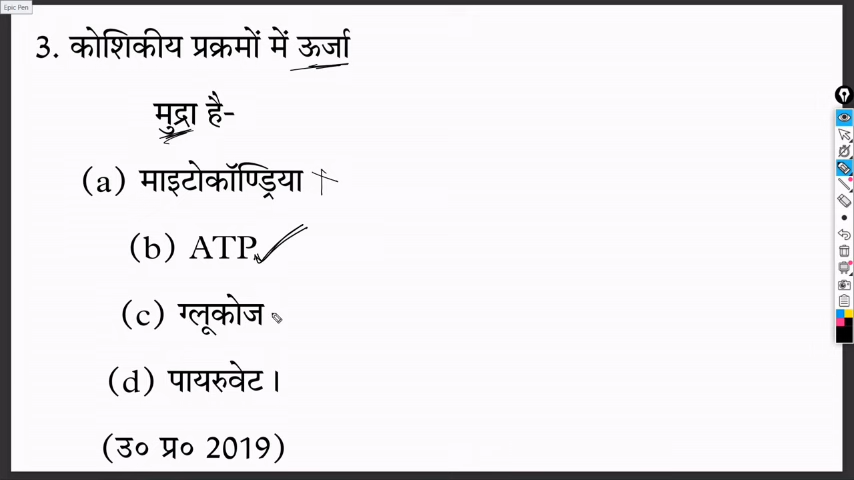 Epic Pen
3. कोशिकीय प्रक्रमों में ऊर्जा
मुद्रा है-
(a) माइटोकॉण्ड्रिया
(b) ATP
(c) ग्लूकोज
(d) पायरुवेट।
(उ० प्र० 2019)